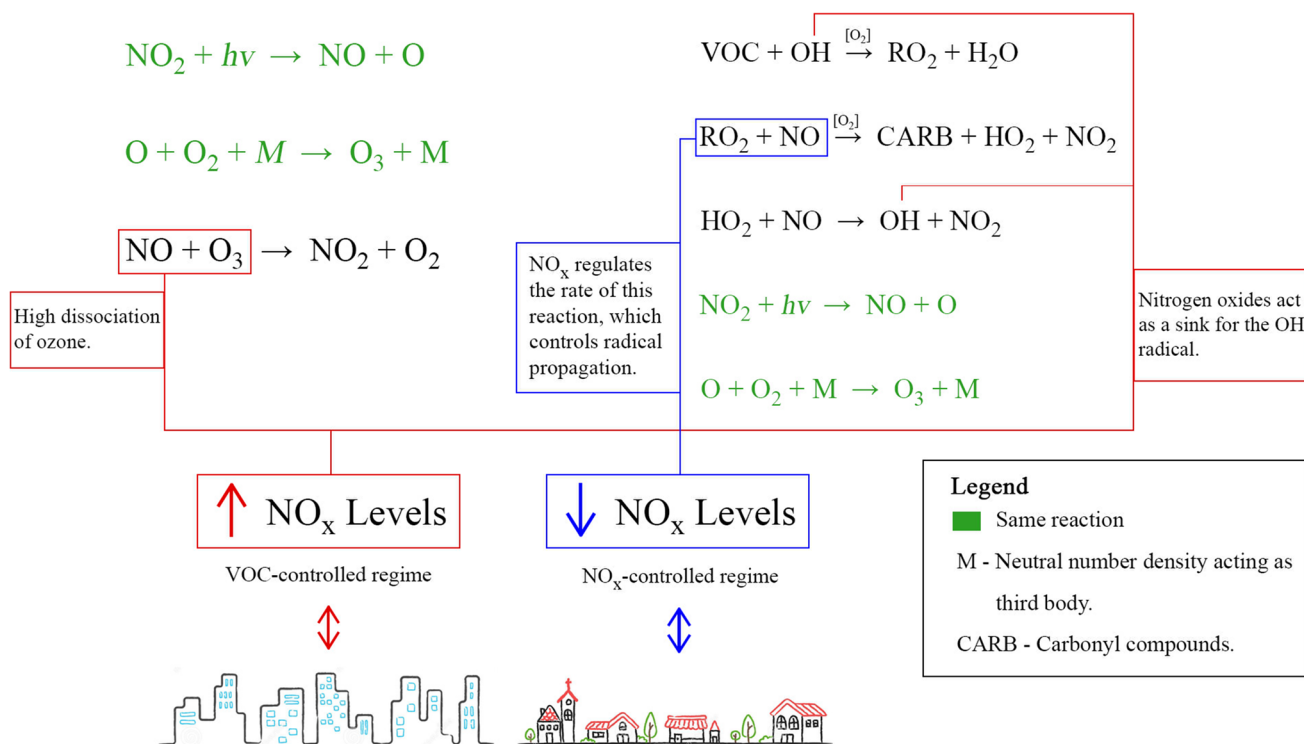 NO₂ + hv → NO + O
O + O₂ + M → O₃ + M
NO + O₃ → NO₂ + O₂
High dissociation
of ozone.
VOC + OH [O₂] → RO₂ + H₂O
RO₂ + NO [O₂] → CARB + HO₂ + NO₂
HO₂ + NO → OH + NO₂
NO₂ + hv → NO + O
O + O₂ + M → O₃ + M
NOₓ regulates
the rate of this
reaction, which
controls radical
propagation.
Nitrogen oxides act
as a sink for the OH
radical.
↑ NOₓ Levels
VOC-controlled regime
↓ NOₓ Levels
NOₓ-controlled regime
Legend
Same reaction
M - Neutral number density acting as
third body.
CARB - Carbonyl compounds.